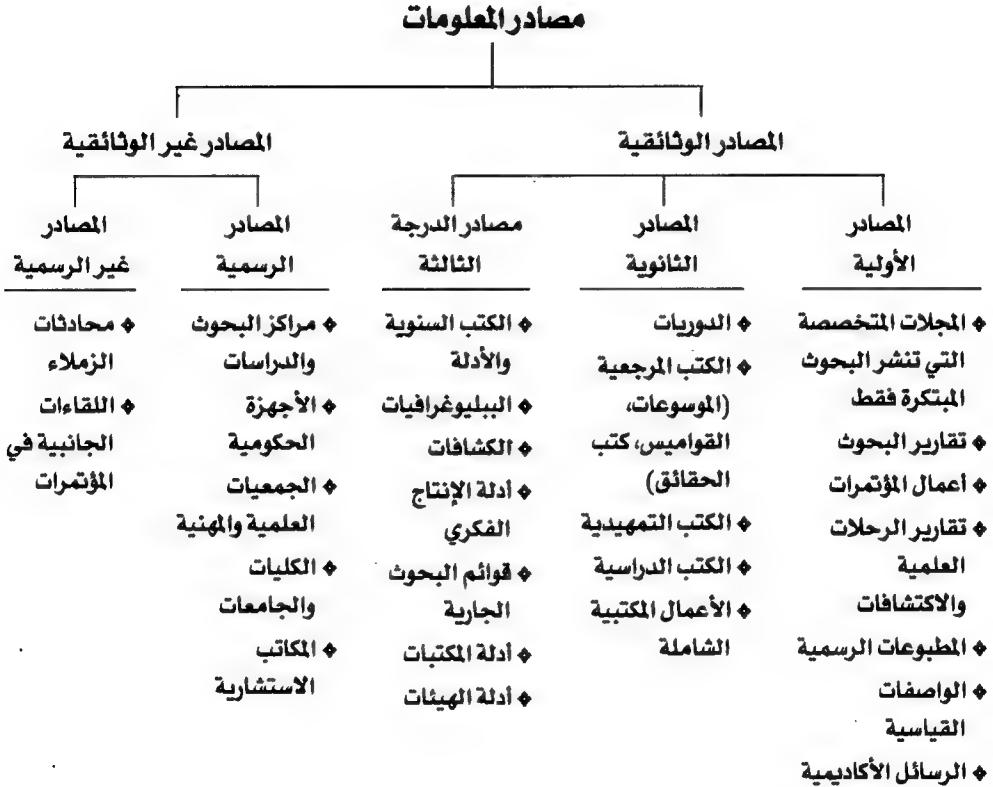 مصادر المعلومات
المصادر الوثائقية
المصادر غير الوثائقية
المصادر
الأولية
❖ المجلات المتخصصة
التي تنشر البحوث
المبتكرة فقط
❖ تقارير البحوث
❖ أعمال المؤتمرات
❖ تقارير الرحلات
العلمية
والاكتشافات
❖ المطبوعات الرسمية
❖ الواصفات
القياسية
❖ الرسائل الأكاديمية
المصادر
الثانوية
❖ الدوريات
❖ الكتب المرجعية
(الموسوعات،
القواميس، كتب
الحقائق)
❖ الكتب التمهيدية
❖ الكتب الدراسية
❖ الأعمال المكتبية
الشاملة
مصادر الدرجة
الثالثة
❖ الكتب السنوية
والأدلة
❖ الببليوغرافيات
❖ الكشافات
❖ أدلة الإنتاج
الفكري
❖ قوائم البحوث
الجارية
❖ أدلة المكتبات
❖ أدلة الهيئات
المصادر
الرسمية
❖ مراكز البحوث
والدراسات
❖ الأجهزة
الحكومية
❖ الجمعيات
العلمية والمهنية
❖ الكليات
والجامعات
❖ المكاتب
الاستشارية
المصادر
غير الرسمية
❖ محادثات
الزملاء
❖ اللقاءات
الجانبية في
المؤتمرات